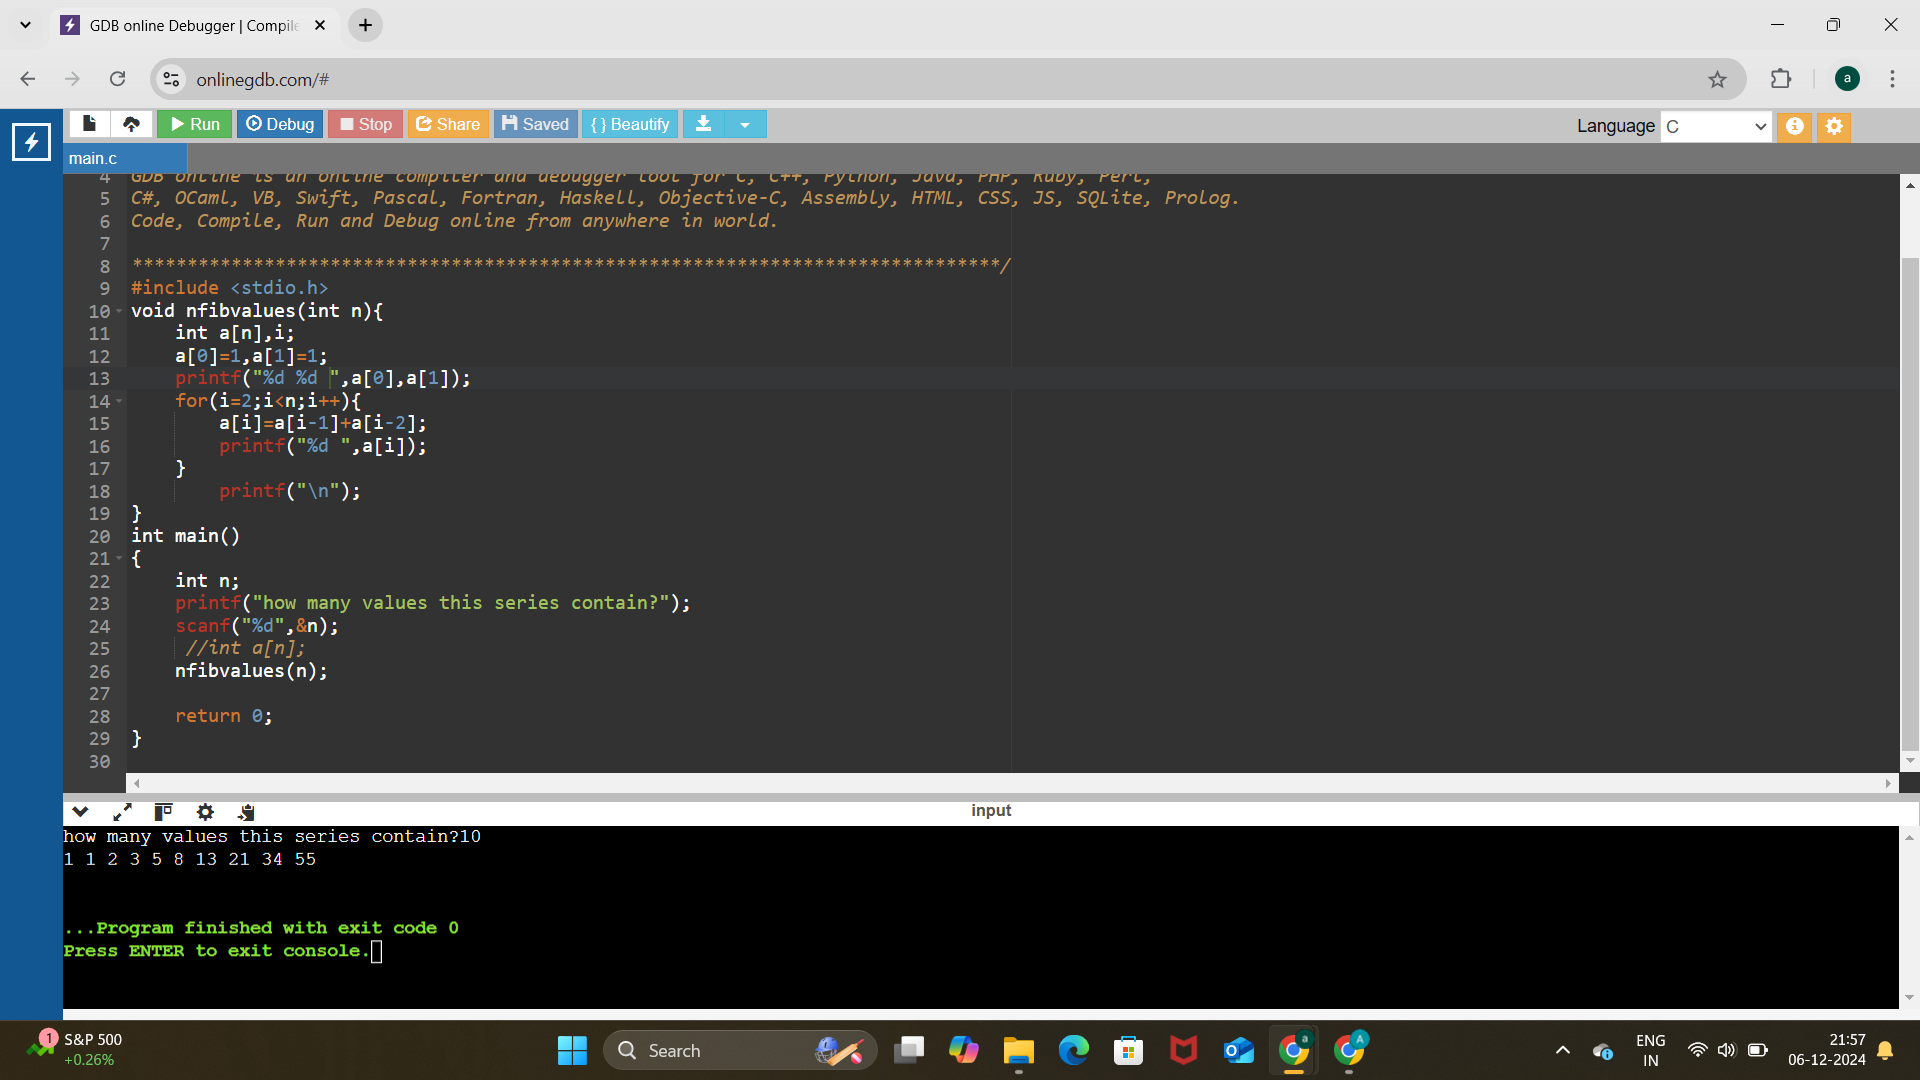 GDB online Debugger | Compile
onlinegdb.com/#
a
Run Debug Stop Share Saved { } Beautify
Language C
main.c
4 GDB online is an online compiler and debugger tool for C, C++, Python, Java, PHP, Ruby, Perl,
5 C#, OCaml, VB, Swift, Pascal, Fortran, Haskell, Objective-C, Assembly, HTML, CSS, JS, SQLite, Prolog.
6 Code, Compile, Run and Debug online from anywhere in world.
7
8 *******************************************************************************/
9 #include <stdio.h>
10 void nfibvalues(int n){
11     int a[n],i;
12     a[0]=1,a[1]=1;
13     printf("%d %d ",a[0],a[1]);
14     for(i=2;i<n;i++){
15         a[i]=a[i-1]+a[i-2];
16         printf("%d ",a[i]);
17     }
18         printf("\n");
19 }
20 int main()
21 {
22     int n;
23     printf("how many values this series contain?");
24     scanf("%d",&n);
25      //int a[n];
26     nfibvalues(n);
27
28     return 0;
29 }
30
input
how many values this series contain?10
1 1 2 3 5 8 13 21 34 55
...Program finished with exit code 0
Press ENTER to exit console.
1
S&P 500
+0.26%
Search
a
A
ENG
IN
21:57
06-12-2024